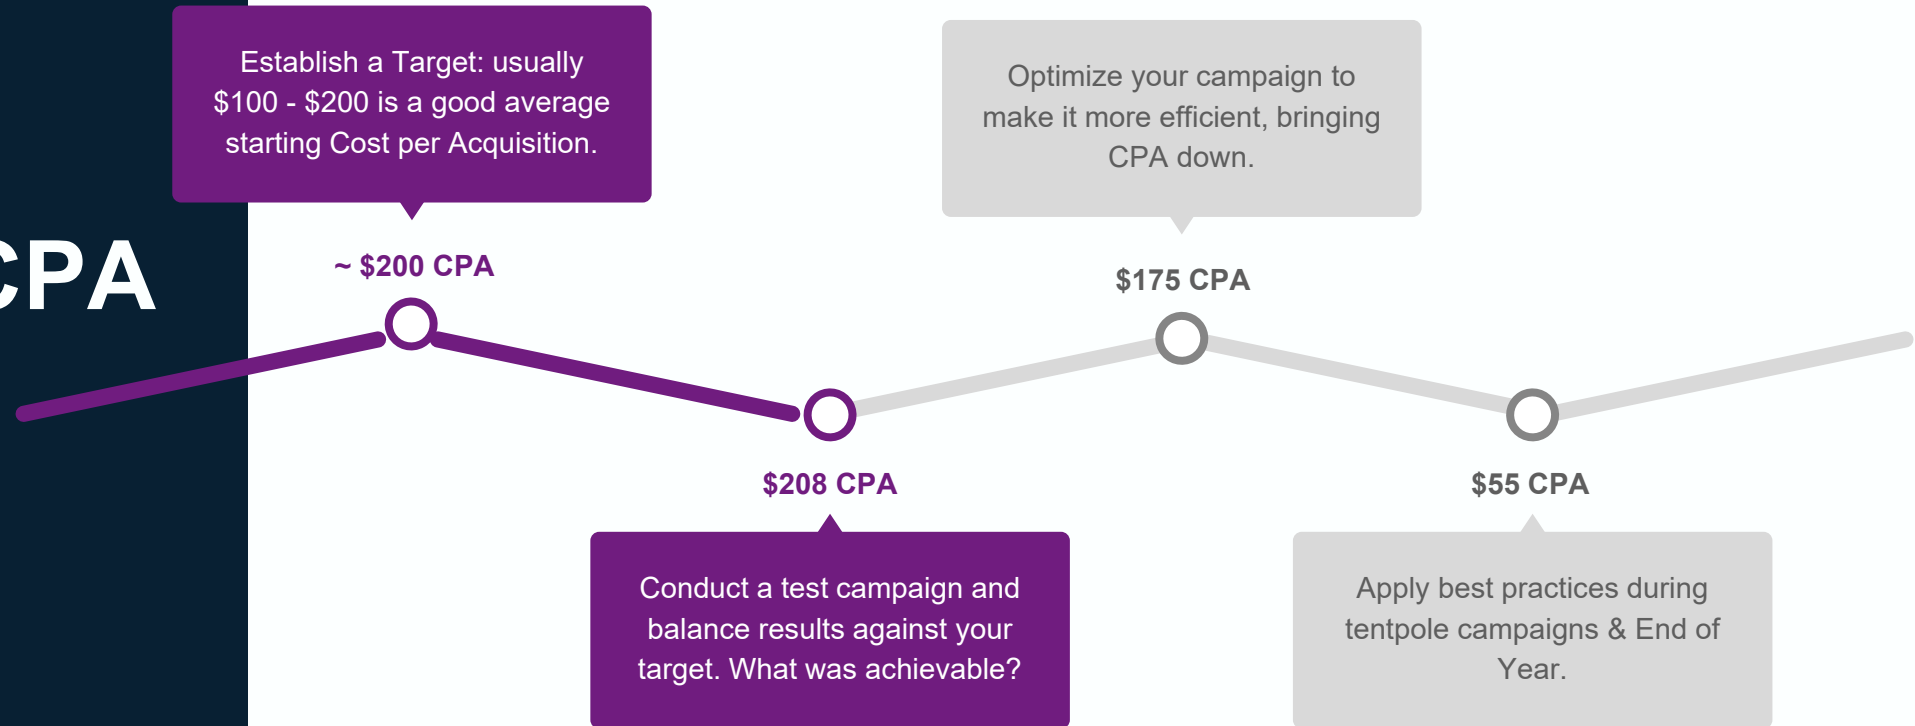 CPA
Establish a Target: usually
$100 - $200 is a good average
starting Cost per Acquisition.
~ $200 CPA
$208 CPA
Conduct a test campaign and
balance results against your
target. What was achievable?
Optimize your campaign to
make it more efficient, bringing
CPA down.
$175 CPA
$55 CPA
Apply best practices during
tentpole campaigns & End of
Year.